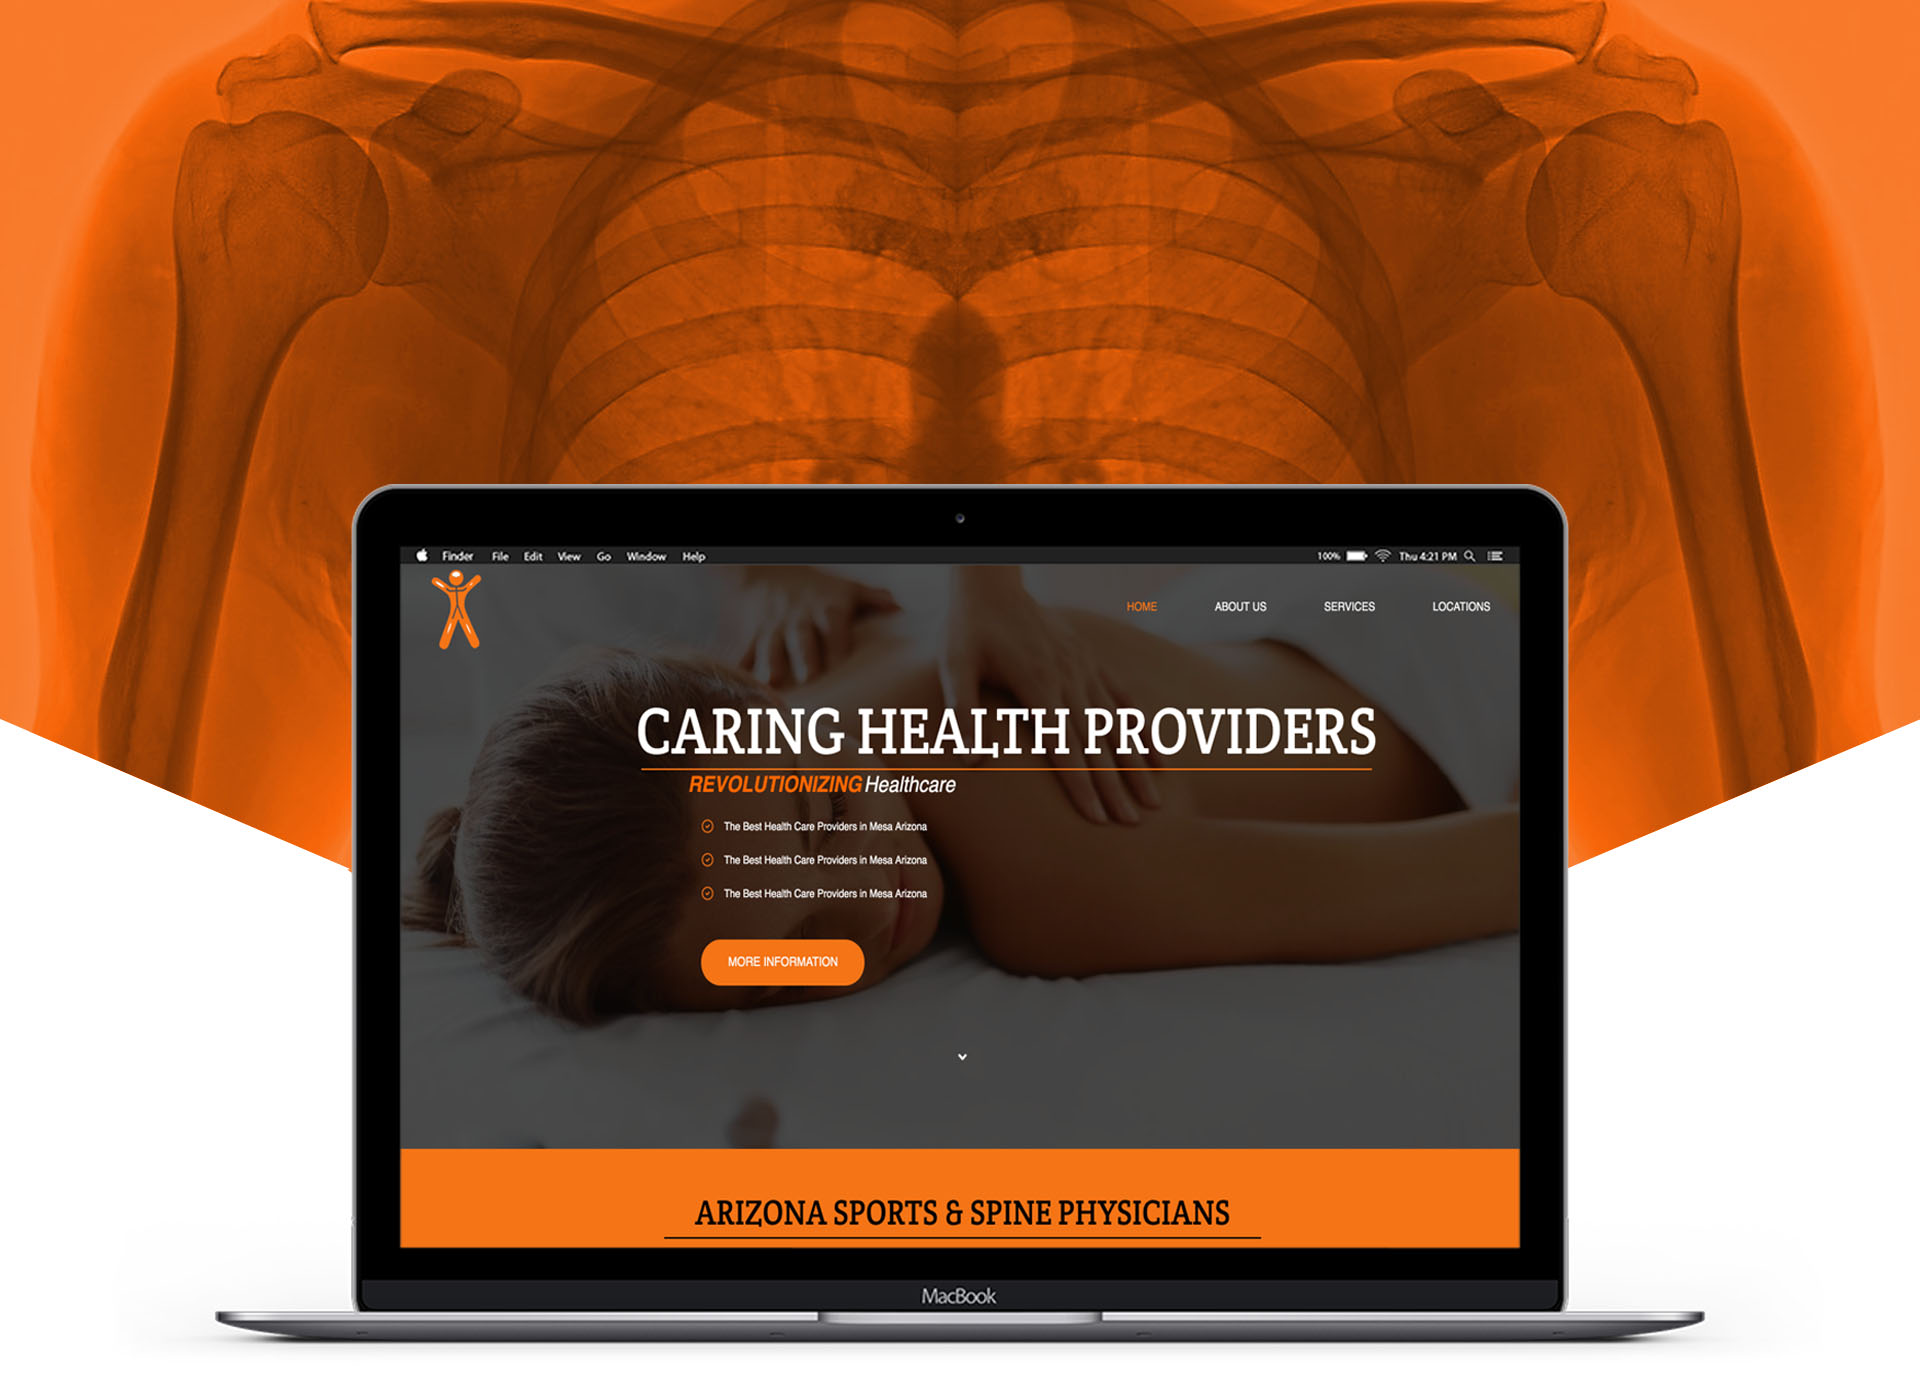 Finder File Edit View Go Window Help 100% Thu 4:21 PM
HOME ABOUT US SERVICES LOCATIONS
CARING HEALTH PROVIDERS
REVOLUTIONIZING Healthcare
The Best Health Care Providers in Mesa Arizona
The Best Health Care Providers in Mesa Arizona
The Best Health Care Providers in Mesa Arizona
MORE INFORMATION
ARIZONA SPORTS & SPINE PHYSICIANS
MacBook